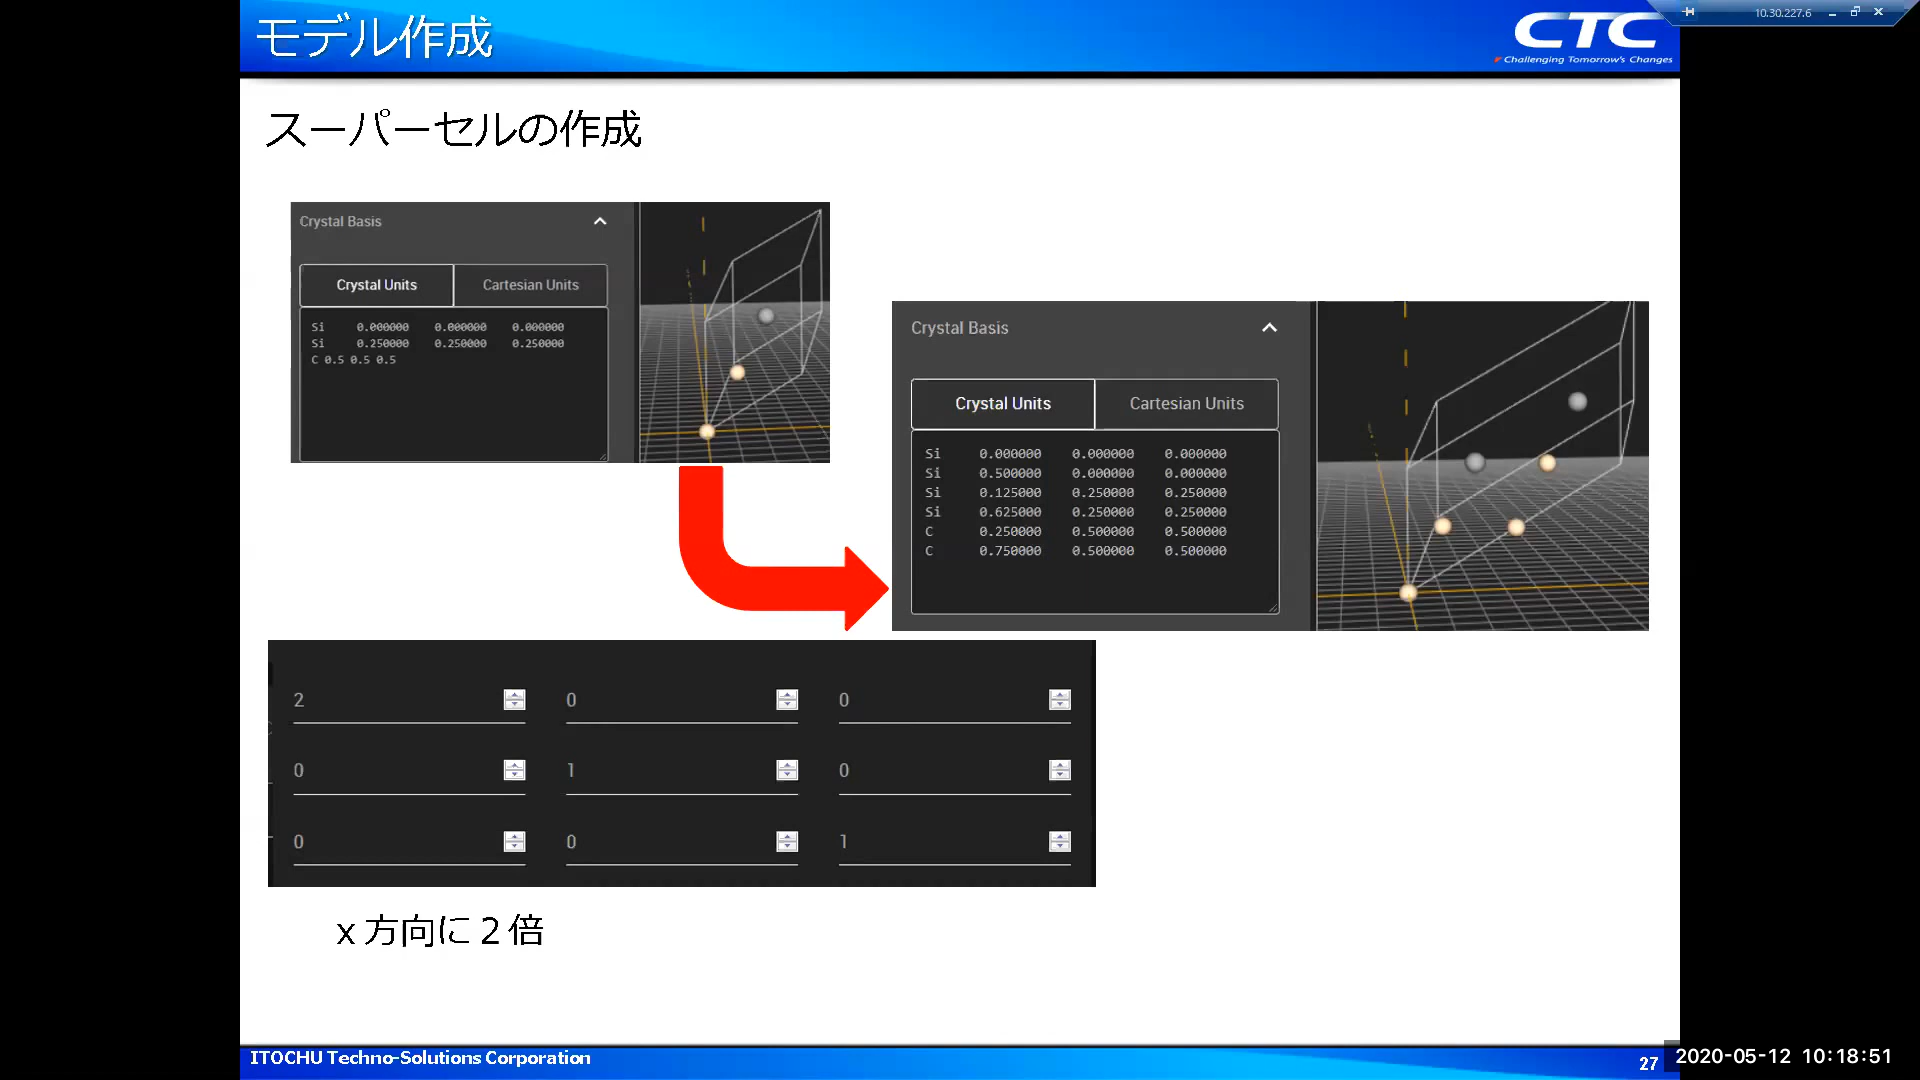 モデル作成
CTC
Challenging Tomorrow's Changes
10.30.227.6
スーパーセルの作成
Crystal Basis
Crystal Units Cartesian Units
Si 0.000000 0.000000 0.000000
Si 0.250000 0.250000 0.250000
C 0.5 0.5 0.5
Crystal Basis
Crystal Units Cartesian Units
Si 0.000000 0.000000 0.000000
Si 0.500000 0.000000 0.000000
Si 0.125000 0.250000 0.250000
Si 0.625000 0.250000 0.250000
C 0.250000 0.500000 0.500000
C 0.750000 0.500000 0.500000
2 0 0
0 1 0
0 0 1
x 方向に２倍
ITOCHU Techno-Solutions Corporation
27
2020-05-12 10:18:51